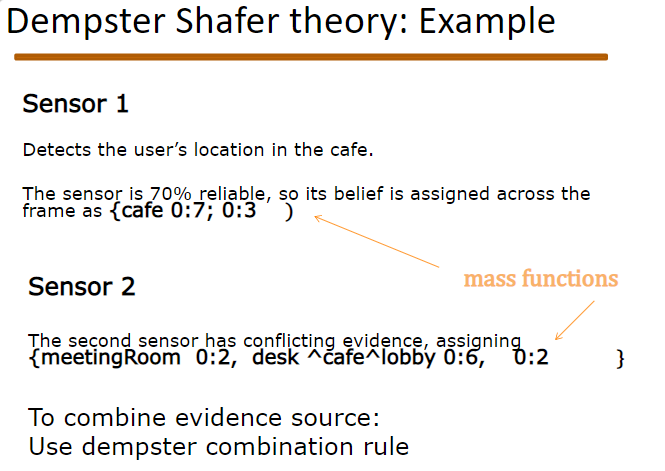 Dempster Shafer theory: Example
Sensor 1
Detects the user's location in the cafe.
The sensor is 70% reliable, so its belief is assigned across the
frame as {cafe 0:7; 0:3 )
mass functions
Sensor 2
The second sensor has conflicting evidence, assigning
{meetingRoom 0:2, desk ^cafe^lobby 0:6, 0:2 }
To combine evidence source:
Use dempster combination rule